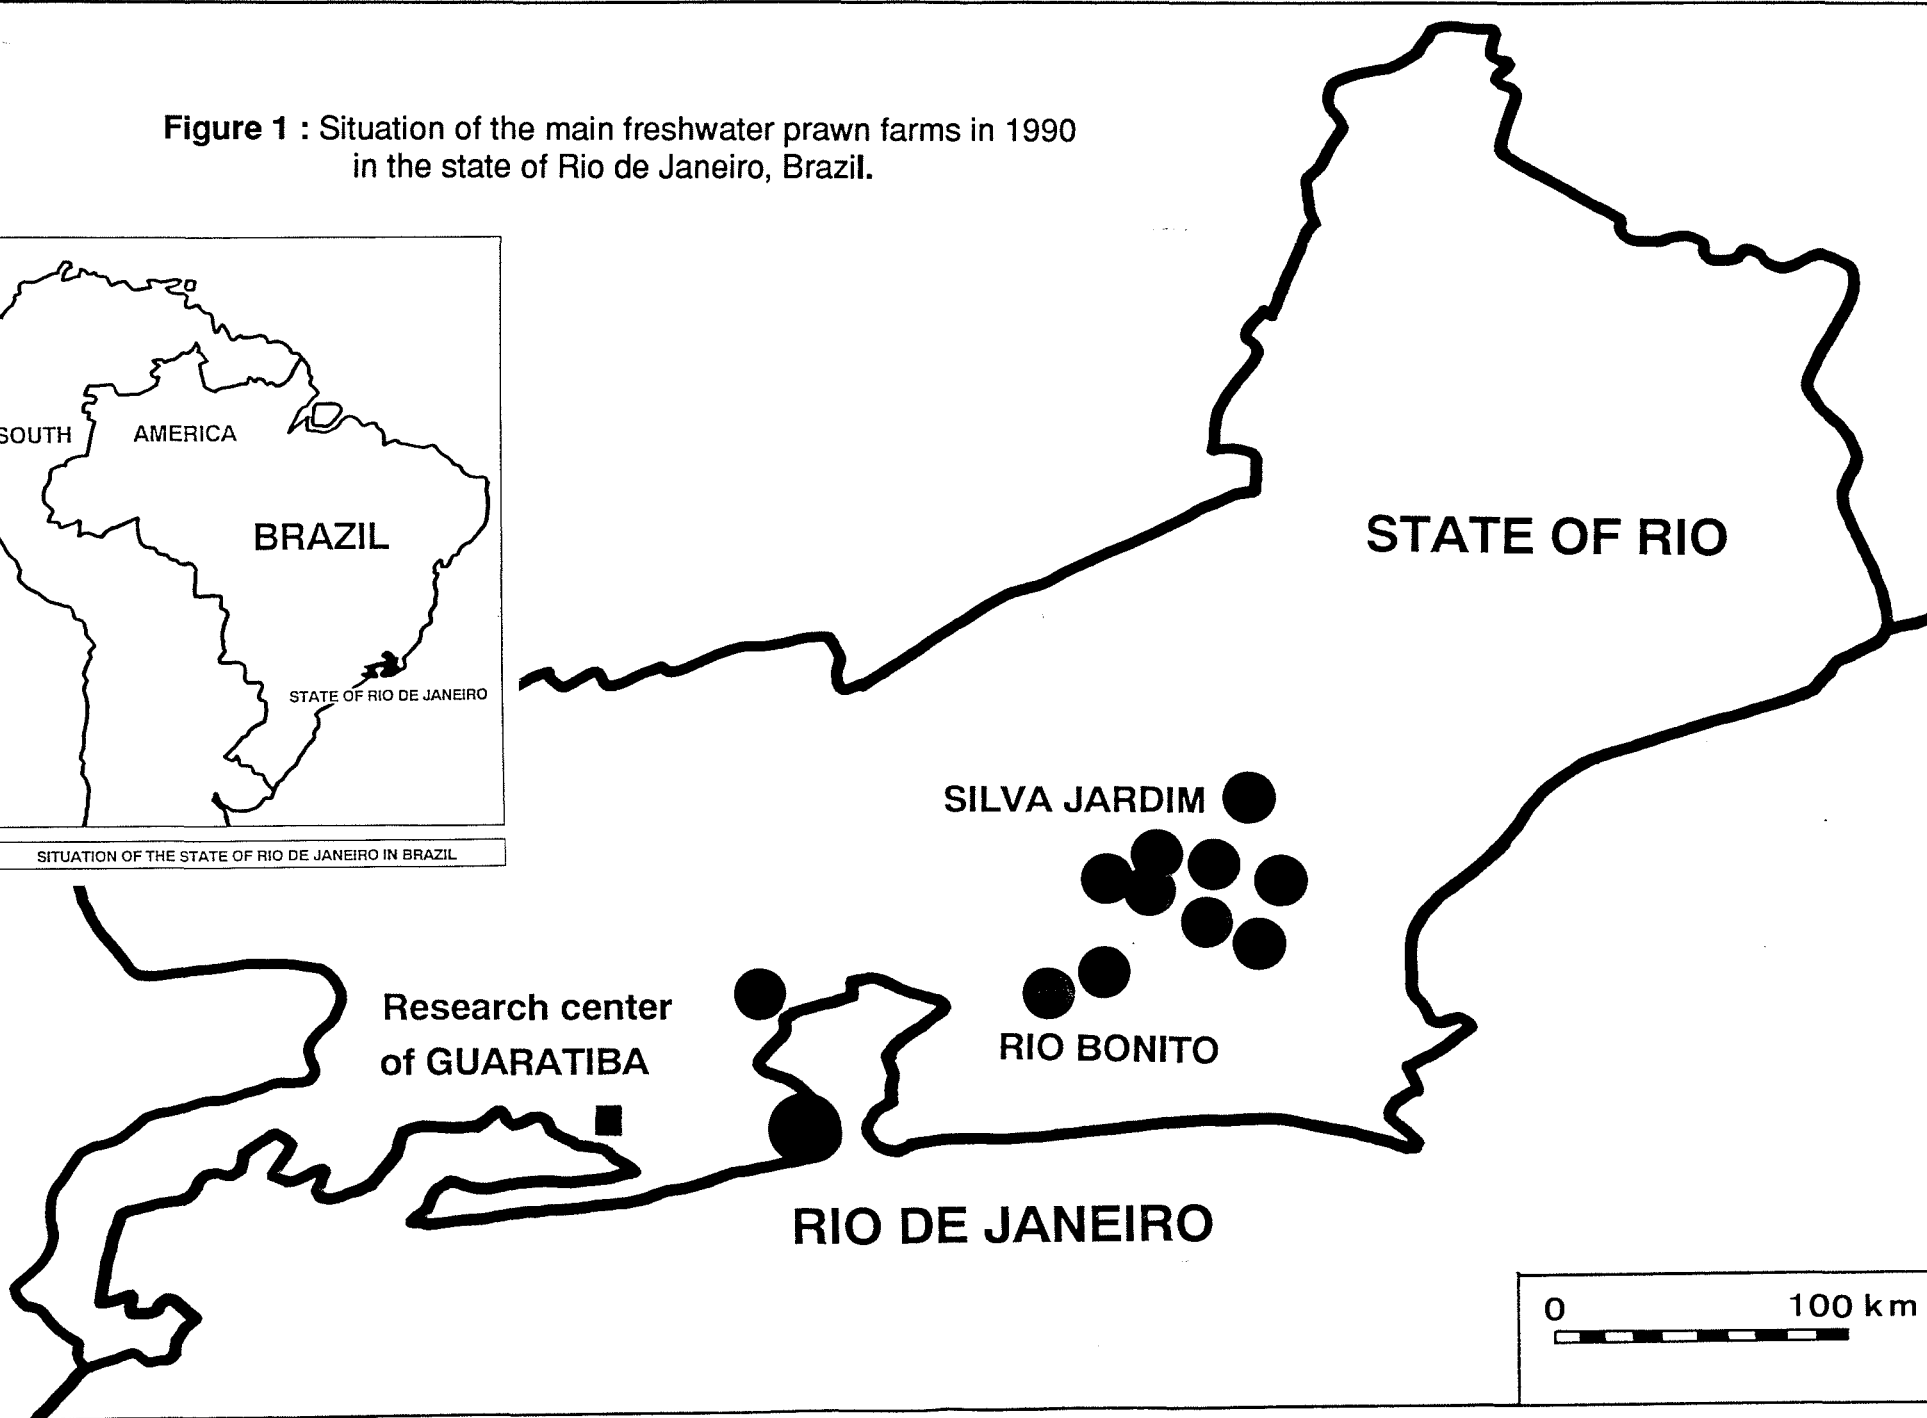 Figure 1 : Situation of the main freshwater prawn farms in 1990
in the state of Rio de Janeiro, Brazil.
SOUTH AMERICA
BRAZIL
STATE OF RIO DE JANEIRO
SITUATION OF THE STATE OF RIO DE JANEIRO IN BRAZIL
STATE OF RIO
SILVA JARDIM
Research center
of GUARATIBA
RIO BONITO
RIO DE JANEIRO
0 100 km